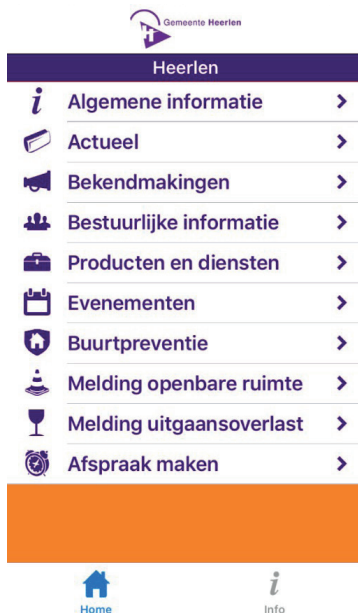 Gemeente Heerlen
Heerlen
Algemene informatie
Actueel
Bekendmakingen
Bestuurlijke informatie
Producten en diensten
Evenementen
Buurtpreventie
Melding openbare ruimte
Melding uitgaansoverlast
Afspraak maken
Home
Info